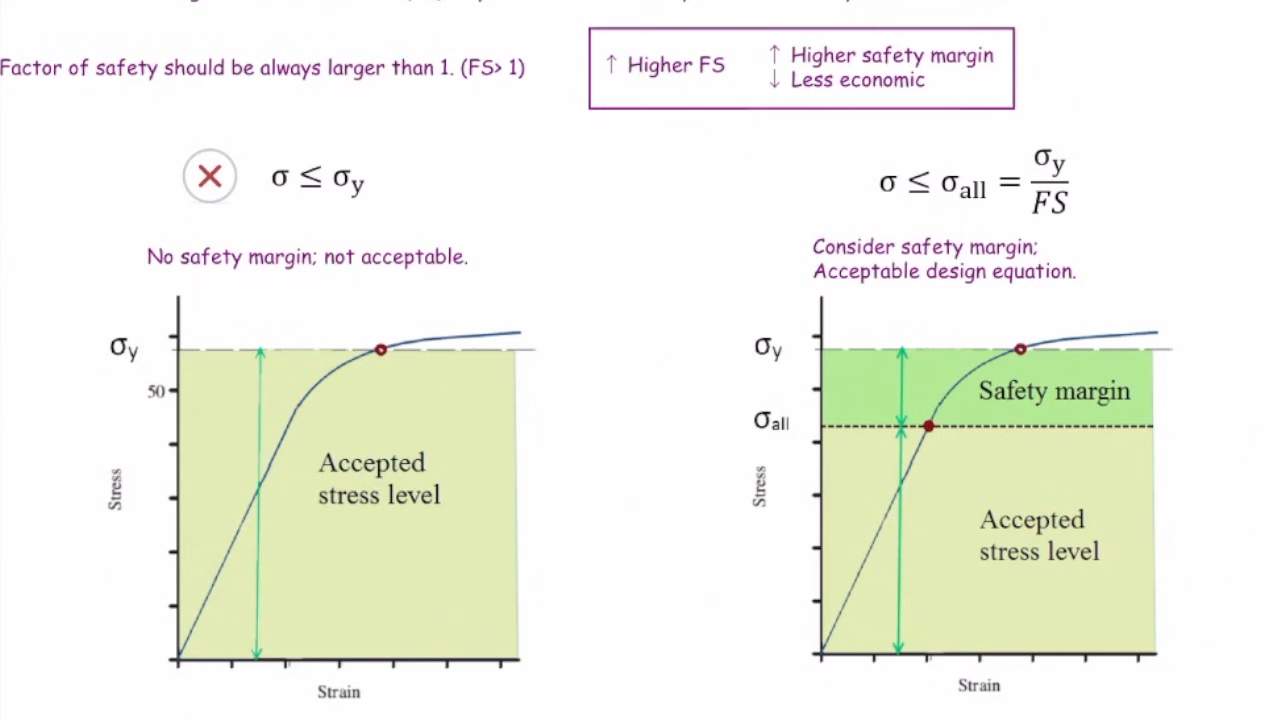 Factor of safety should be always larger than 1. (FS> 1)
↑ Higher FS
↑ Higher safety margin
↓ Less economic
σ ≤ σy
σ ≤ σall = σy / FS
No safety margin; not acceptable.
Consider safety margin;
Acceptable design equation.
σy
50
Accepted
stress level
Stress
Strain
σy
Safety margin
σall
Accepted
stress level
Stress
Strain